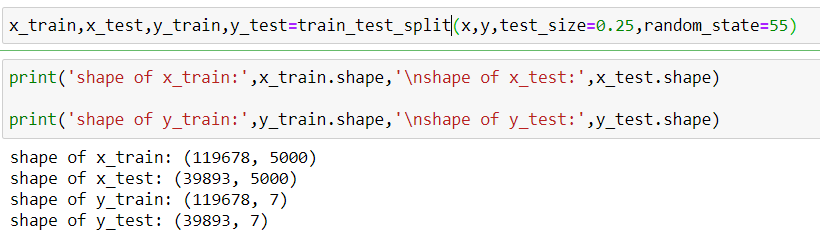 x_train,x_test,y_train,y_test=train_test_split(x,y,test_size=0.25,random_state=55)
print('shape of x_train:',x_train.shape,'\nshape of x_test:',x_test.shape)
print('shape of y_train:',y_train.shape,'\nshape of y_test:',y_test.shape)
shape of x_train: (119678, 5000)
shape of x_test: (39893, 5000)
shape of y_train: (119678, 7)
shape of y_test: (39893, 7)